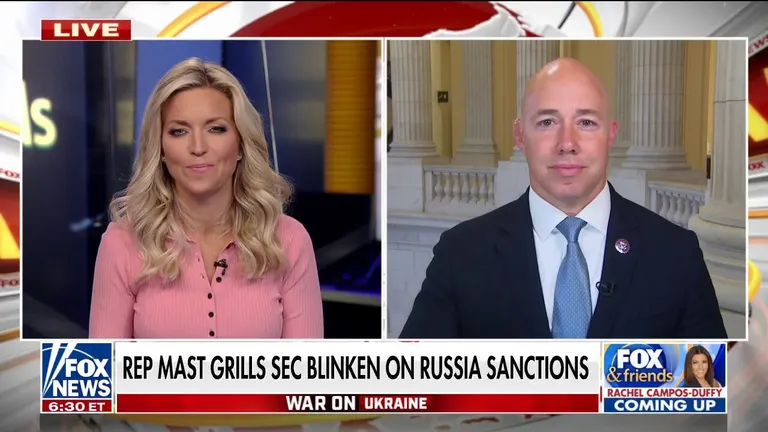 LIVE
ls
REP MAST GRILLS SEC BLINKEN ON RUSSIA SANCTIONS
FOX
NEWS
6:30 ET
WAR ON UKRAINE
FOX
& friends
RACHEL CAMPOS-DUFFY
COMING UP